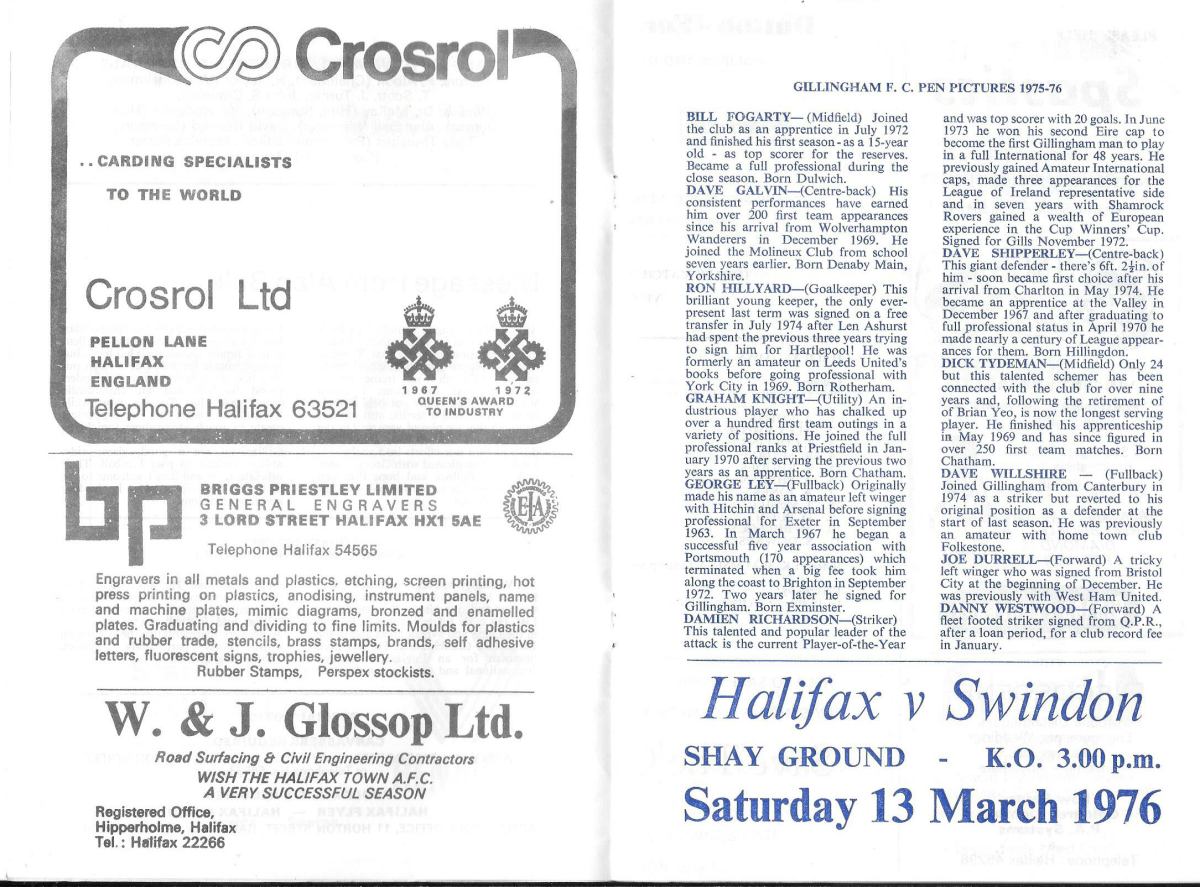 Crosrol
..CARDING SPECIALISTS
TO THE WORLD
Crosrol Ltd
PELLON LANE
HALIFAX
ENGLAND
Telephone Halifax 63521
1967 1972
QUEEN'S AWARD
TO INDUSTRY
bp
BRIGGS PRIESTLEY LIMITED
GENERAL ENGRAVERS
3 LORD STREET HALIFAX HX1 5AE
Telephone Halifax 54565
Engravers in all metals and plastics. etching, screen printing, hot
press printing on plastics, anodising, instrument panels, name
and machine plates, mimic diagrams, bronzed and enamelled
plates. Graduating and dividing to fine limits. Moulds for plastics
and rubber trade, stencils, brass stamps, brands, self adhesive
letters, fluorescent signs, trophies, jewellery.
Rubber Stamps, Perspex stockists.
W. & J. Glossop Ltd.
Road Surfacing & Civil Engineering Contractors
WISH THE HALIFAX TOWN A.F.C.
A VERY SUCCESSFUL SEASON
Registered Office,
Hipperholme, Halifax
Tel.: Halifax 22266
GILLINGHAM F. C. PEN PICTURES 1975-76
BILL FOGARTY—(Midfield) Joined
the club as an apprentice in July 1972
and finished his first season - as a 15-year
old - as top scorer for the reserves.
Became a full professional during the
close season. Born Dulwich.
DAVE GALVIN—(Centre-back) His
consistent performances have earned
him over 200 first team appearances
since his arrival from Wolverhampton
Wanderers in December 1969. He
joined the Molineux Club from school
seven years earlier. Born Denaby Main,
Yorkshire.
RON HILLYARD—(Goalkeeper) This
brilliant young keeper, the only ever-
present last term was signed on a free
transfer in July 1974 after Len Ashurst
had spent the previous three years trying
to sign him for Hartlepool! He was
formerly an amateur on Leeds United's
books before going professional with
York City in 1969. Born Rotherham.
GRAHAM KNIGHT—(Utility) An in-
dustrious player who has chalked up
over a hundred first team outings in a
variety of positions. He joined the full
professional ranks at Priestfield in Jan-
uary 1970 after serving the previous two
years as an apprentice. Born Chatham.
GEORGE LEY—(Fullback) Originally
made his name as an amateur left winger
with Hitchin and Arsenal before signing
professional for Exeter in September
1963. In March 1967 he began a
successful five year association with
Portsmouth (170 appearances) which
terminated when a big fee took him
along the coast to Brighton in September
1972. Two years later he signed for
Gillingham. Born Exminster.
DAMIEN RICHARDSON—(Striker)
This talented and popular leader of the
attack is the current Player-of-the-Year
and was top scorer with 20 goals. In June
1973 he won his second Eire cap to
become the first Gillingham man to play
in a full International for 48 years. He
previously gained Amateur International
caps, made three appearances for the
League of Ireland representative side
and in seven years with Shamrock
Rovers gained a wealth of European
experience in the Cup Winners' Cup.
Signed for Gills November 1972.
DAVE SHIPPERLEY—(Centre-back)
This giant defender - there's 6ft. 2½in. of
him - soon became first choice after his
arrival from Charlton in May 1974. He
became an apprentice at the Valley in
December 1967 and after graduating to
full professional status in April 1970 he
made nearly a century of League appear-
ances for them. Born Hillingdon.
DICK TYDEMAN—(Midfield) Only 24
but this talented schemer has been
connected with the club for over nine
years and, following the retirement of
of Brian Yeo, is now the longest serving
player. He finished his apprenticeship
in May 1969 and has since figured in
over 250 first team matches. Born
Chatham.
DAVE WILLSHIRE — (Fullback)
Joined Gillingham from Canterbury in
1974 as a striker but reverted to his
original position as a defender at the
start of last season. He was previously
an amateur with home town club
Folkestone.
JOE DURRELL—(Forward) A tricky
left winger who was signed from Bristol
City at the beginning of December. He
was previously with West Ham United.
DANNY WESTWOOD—(Forward) A
fleet footed striker signed from Q.P.R.,
after a loan period, for a club record fee
in January.
Halifax v Swindon
SHAY GROUND - K.O. 3.00 p.m.
Saturday 13 March 1976